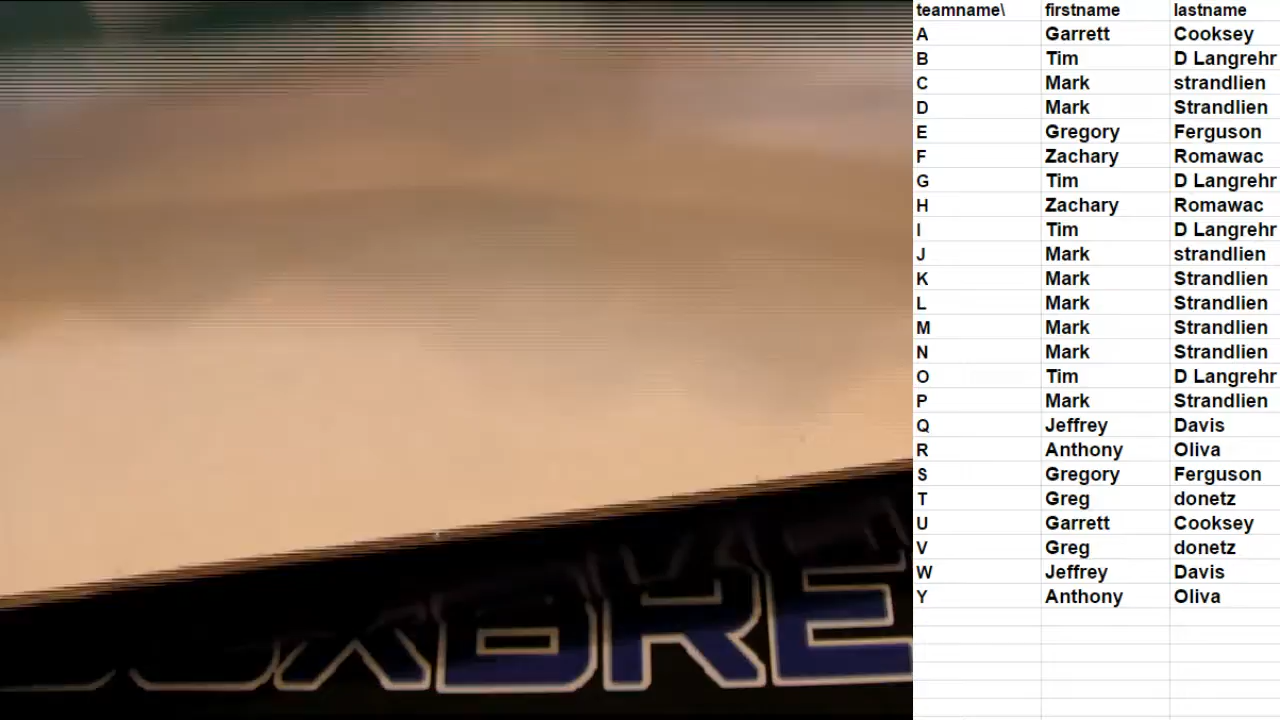 teamname\ firstname lastname
A Garrett Cooksey
B Tim D Langrehr
C Mark strandlien
D Mark Strandlien
E Gregory Ferguson
F Zachary Romawac
G Tim D Langrehr
H Zachary Romawac
I Tim D Langrehr
J Mark strandlien
K Mark Strandlien
L Mark Strandlien
M Mark Strandlien
N Mark Strandlien
O Tim D Langrehr
P Mark Strandlien
Q Jeffrey Davis
R Anthony Oliva
S Gregory Ferguson
T Greg donetz
U Garrett Cooksey
V Greg donetz
W Jeffrey Davis
Y Anthony Oliva